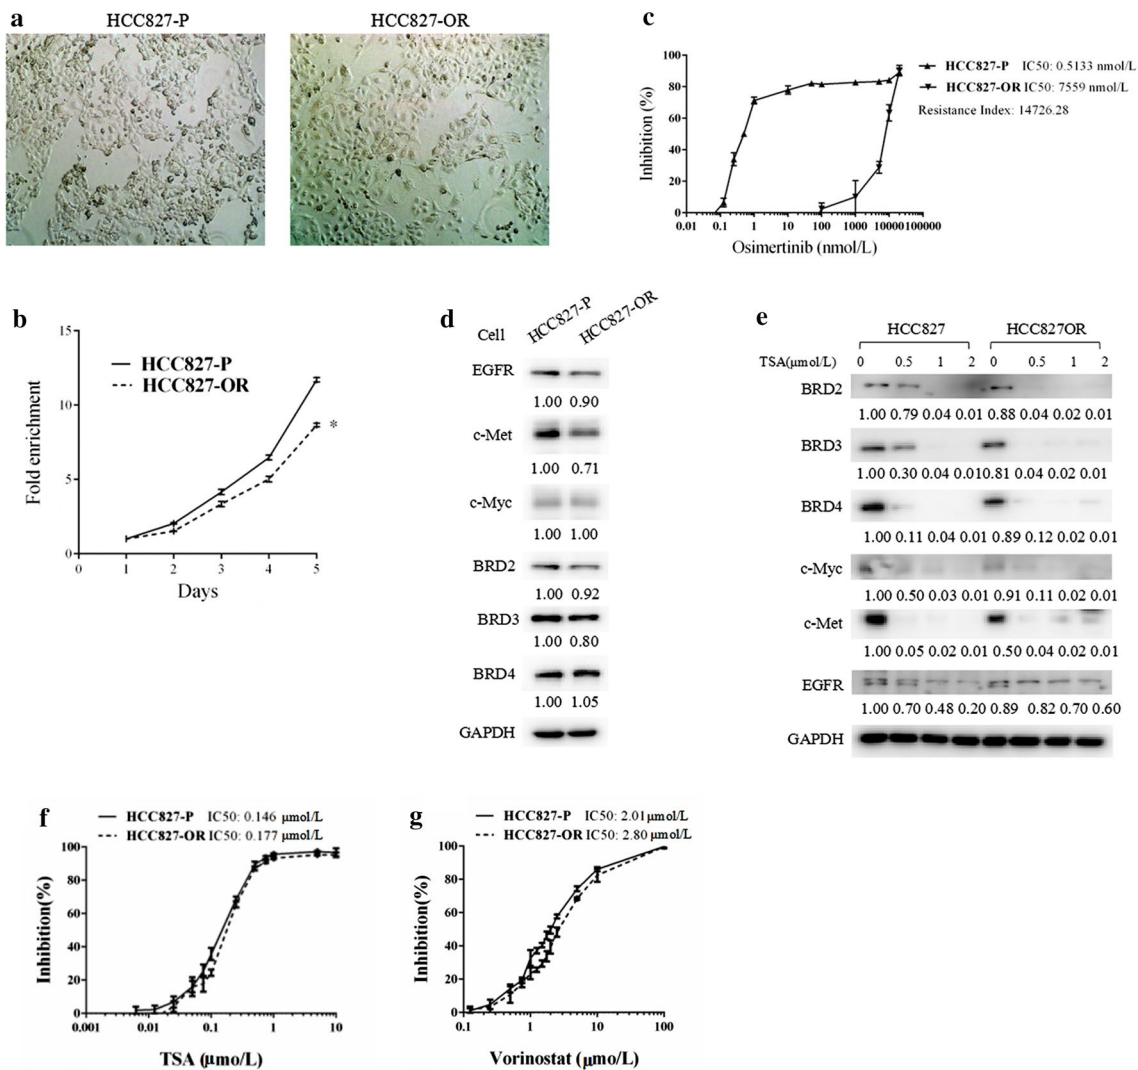 a
HCC827-P
HCC827-OR
c
100
80
60
40
20
0
Inhibition (%)
0.01 0.1 1 10 100 1000 10000 100000
Osimertinib (nmol/L)
HCC827-P IC50: 0.5133 nmol/L
HCC827-OR IC50: 7559 nmol/L
Resistance Index: 14726.28
b
15
10
5
0
Fold enrichment
HCC827-P
HCC827-OR
*
0 1 2 3 4 5
Days
d
Cell
HCC827-P
HCC827-OR
EGFR
1.00 0.90
c-Met
1.00 0.71
c-Myc
1.00 1.00
BRD2
1.00 0.92
BRD3
1.00 0.80
BRD4
1.00 1.05
GAPDH
e
HCC827 HCC827OR
TSA(μmol/L) 0 0.5 1 2 0 0.5 1 2
BRD2
1.00 0.79 0.04 0.01 0.88 0.04 0.02 0.01
BRD3
1.00 0.30 0.04 0.01 0.81 0.04 0.02 0.01
BRD4
1.00 0.11 0.04 0.01 0.89 0.12 0.02 0.01
c-Myc
1.00 0.50 0.03 0.01 0.91 0.11 0.02 0.01
c-Met
1.00 0.05 0.02 0.01 0.50 0.04 0.02 0.01
EGFR
1.00 0.70 0.48 0.20 0.89 0.82 0.70 0.60
GAPDH
f
HCC827-P IC50: 0.146 μmol/L
HCC827-OR IC50: 0.177 μmol/L
100
80
60
40
20
0
Inhibition(%)
0.001 0.01 0.1 1 10
TSA (μmo/L)
g
HCC827-P IC50: 2.01μmol/L
HCC827-OR IC50: 2.80 μmol/L
100
80
60
40
20
0
Inhibition(%)
0.1 1 10 100
Vorinostat (μmo/L)